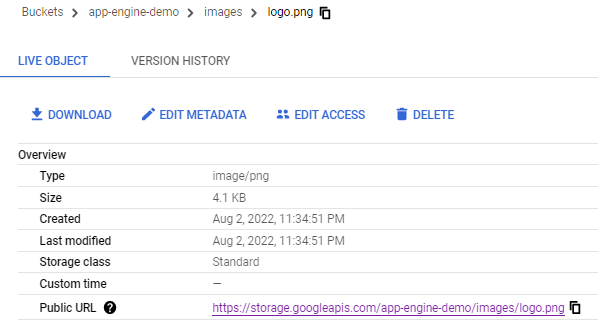 Buckets > app-engine-demo > images > logo.png
LIVE OBJECT VERSION HISTORY
DOWNLOAD EDIT METADATA EDIT ACCESS DELETE
Overview
Type image/png
Size 4.1 KB
Created Aug 2, 2022, 11:34:51 PM
Last modified Aug 2, 2022, 11:34:51 PM
Storage class Standard
Custom time —
Public URL ? https://storage.googleapis.com/app-engine-demo/images/logo.png